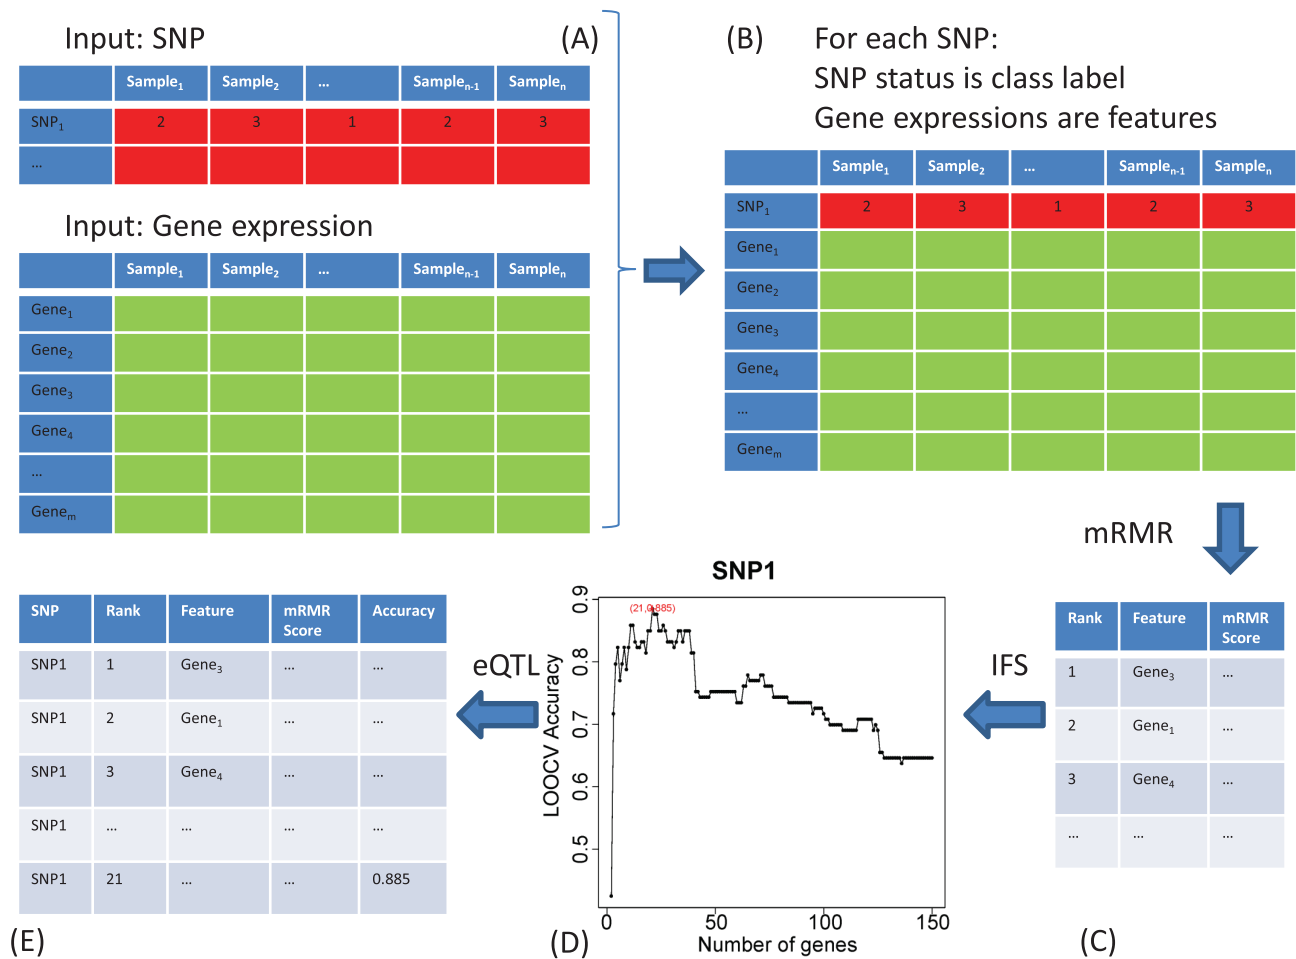 Input: SNP
(A)
Sample1 Sample2 ... Samplen-1 Samplen
SNP1 2 3 1 2 3
...
Input: Gene expression
Sample1 Sample2 ... Samplen-1 Samplen
Gene1
Gene2
Gene3
Gene4
...
Genem
(B)
For each SNP:
SNP status is class label
Gene expressions are features
Sample1 Sample2 ... Samplen-1 Samplen
SNP1 2 3 1 2 3
Gene1
Gene2
Gene3
Gene4
...
Genem
mRMR
Rank Feature mRMR Score
1 Gene3 ...
2 Gene1 ...
3 Gene4 ...
... ... ...
(C)
IFS
SNP1
(21,0.885)
LOOCV Accuracy
0.9
0.8
0.7
0.6
0.5
0 50 100 150
Number of genes
(D)
eQTL
SNP Rank Feature mRMR Score Accuracy
SNP1 1 Gene3 ... ...
SNP1 2 Gene1 ... ...
SNP1 3 Gene4 ... ...
SNP1 ... ... ... ...
SNP1 21 ... ... 0.885
(E)